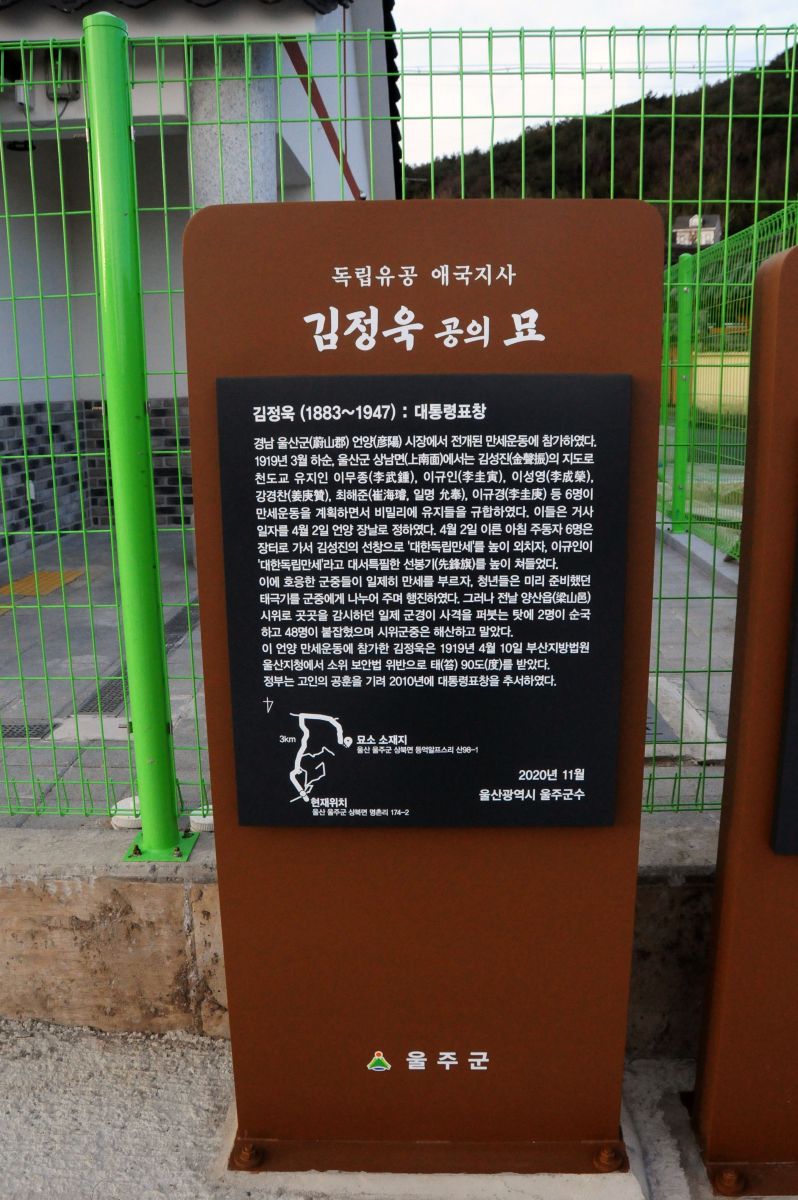 독립유공 애국지사
김정욱 공의 묘
김정욱 (1883~1947) : 대통령표창
경남 울산군(蔚山郡) 언양(彦陽) 시장에서 전개된 만세운동에 참가하였다.
1919년 3월 하순, 울산군 상남면(上南面)에서는 김성진(金聲振)의 지도로
천도교 유지인 이무종(李武鍾), 이규인(李圭寅), 이성영(李成榮),
강경찬(姜庚贊), 최해준(崔海璿, 일명 允奉), 이규경(李圭庚) 등 6명이
만세운동을 계획하면서 비밀리에 유지들을 규합하였다. 이들은 거사
일자를 4월 2일 언양 장날로 정하였다. 4월 2일 이른 아침 주동자 6명은
장터로 가서 김성진의 선창으로 '대한독립만세'를 높이 외치자, 이규인이
'대한독립만세'라고 대서특필한 선봉기(先鋒旗)를 높이 쳐들었다.
이에 호응한 군중들이 일제히 만세를 부르자, 청년들은 미리 준비했던
태극기를 군중에게 나누어 주며 행진하였다. 그러나 전날 양산읍(梁山邑)
시위로 곳곳을 감시하던 일제 군경이 사격을 퍼붓는 탓에 2명이 순국
하고 48명이 붙잡혔으며 시위군중은 해산하고 말았다.
이 언양 만세운동에 참가한 김정욱은 1919년 4월 10일 부산지방법원
울산지청에서 소위 보안법 위반으로 태(笞) 90도(度)를 받았다.
정부는 고인의 공훈을 기려 2010년에 대통령표창을 추서하였다.
3km
묘소 소재지
울산 울주군 상북면 등억알프스리 산98-1
현재위치
울산 울주군 상북면 명촌리 174-2
2020년 11월
울산광역시 울주군수
울주군